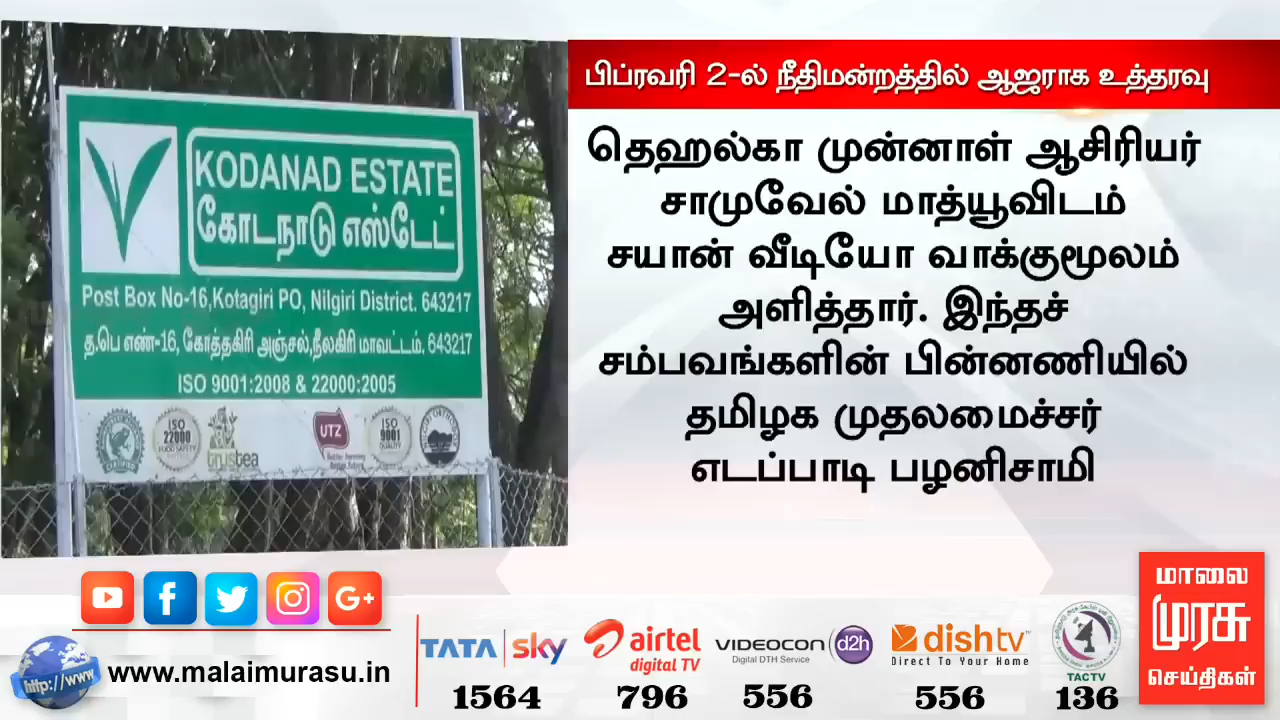 பிப்ரவரி 2-ல் நீதிமன்றத்தில் ஆஜராக உத்தரவு
KODANAD ESTATE
கோடநாடு எஸ்டேட்
Post Box No-16,Kotagiri PO, Nilgiri District. 643217
த.பெ எண்-16, கோத்தகிரி அஞ்சல்,நீலகிரி மாவட்டம், 643217
ISO 9001:2008 & 22000:2005
ISO 22000
trustea
UTZ
ISO 9001
தெஹல்கா முன்னாள் ஆசிரியர்
சாமுவேல் மாத்யூவிடம்
சயான் வீடியோ வாக்குமூலம்
அளித்தார். இந்தச்
சம்பவங்களின் பின்னணியில்
தமிழக முதலமைச்சர்
எடப்பாடி பழனிசாமி
மாலை
முரசு
செய்திகள்
http://www
www.malaimurasu.in
TATA sky
1564
airtel
digital TV
796
VIDEOCON d2h
Digital DTH Service
556
dishtv
Direct To Your Home
556
TACTV
136